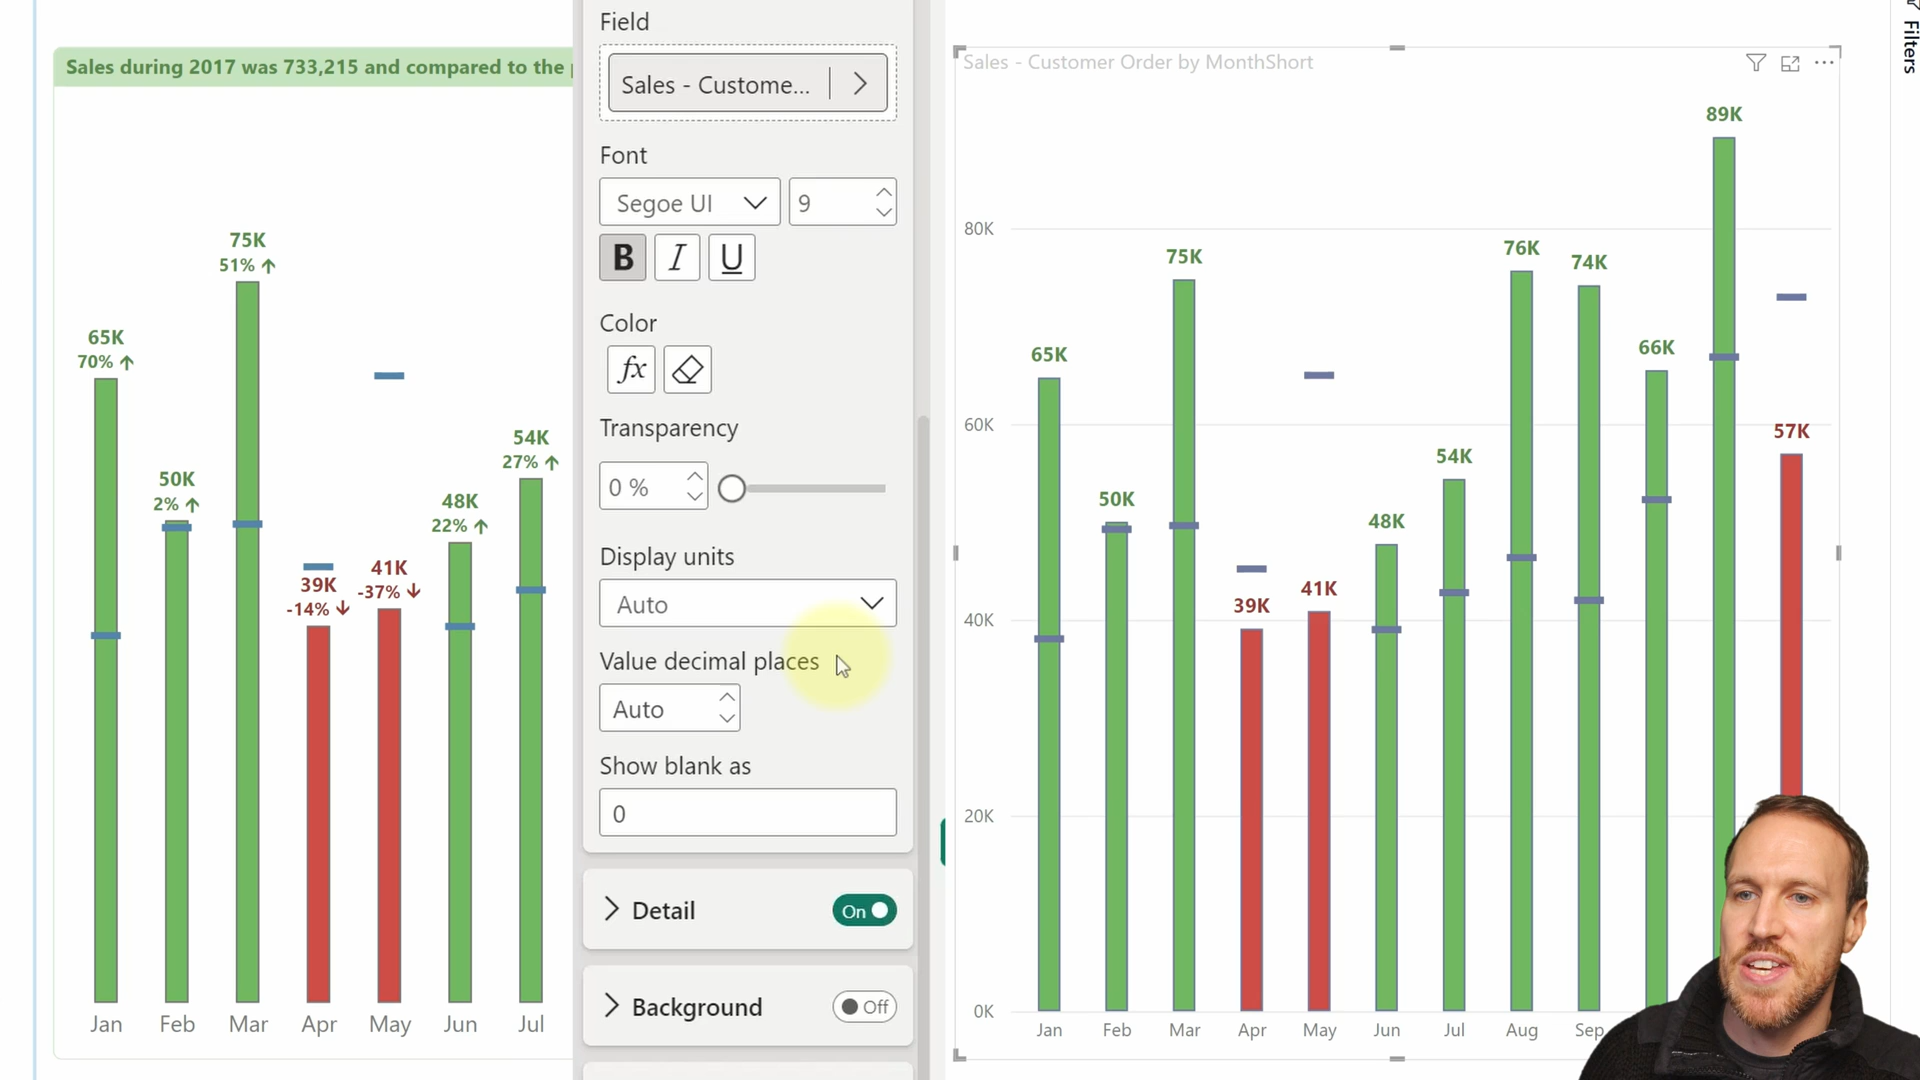 Sales during 2017 was 733,215 and compared to the
75K
51% ↑
65K
70% ↑
50K
2% ↑
39K
-14% ↓
41K
-37% ↓
48K
22% ↑
54K
27% ↑
Jan Feb Mar Apr May Jun Jul
Field
Sales - Custome...
Font
Segoe UI
9
B I U
Color
fx
Transparency
0 %
Display units
Auto
Value decimal places
Auto
Show blank as
0
Detail
On
Background
Off
Sales - Customer Order by MonthShort
80K
60K
40K
20K
0K
65K
50K
75K
39K
41K
48K
54K
76K
74K
66K
89K
57K
Jan Feb Mar Apr May Jun Jul Aug Sep
Filters